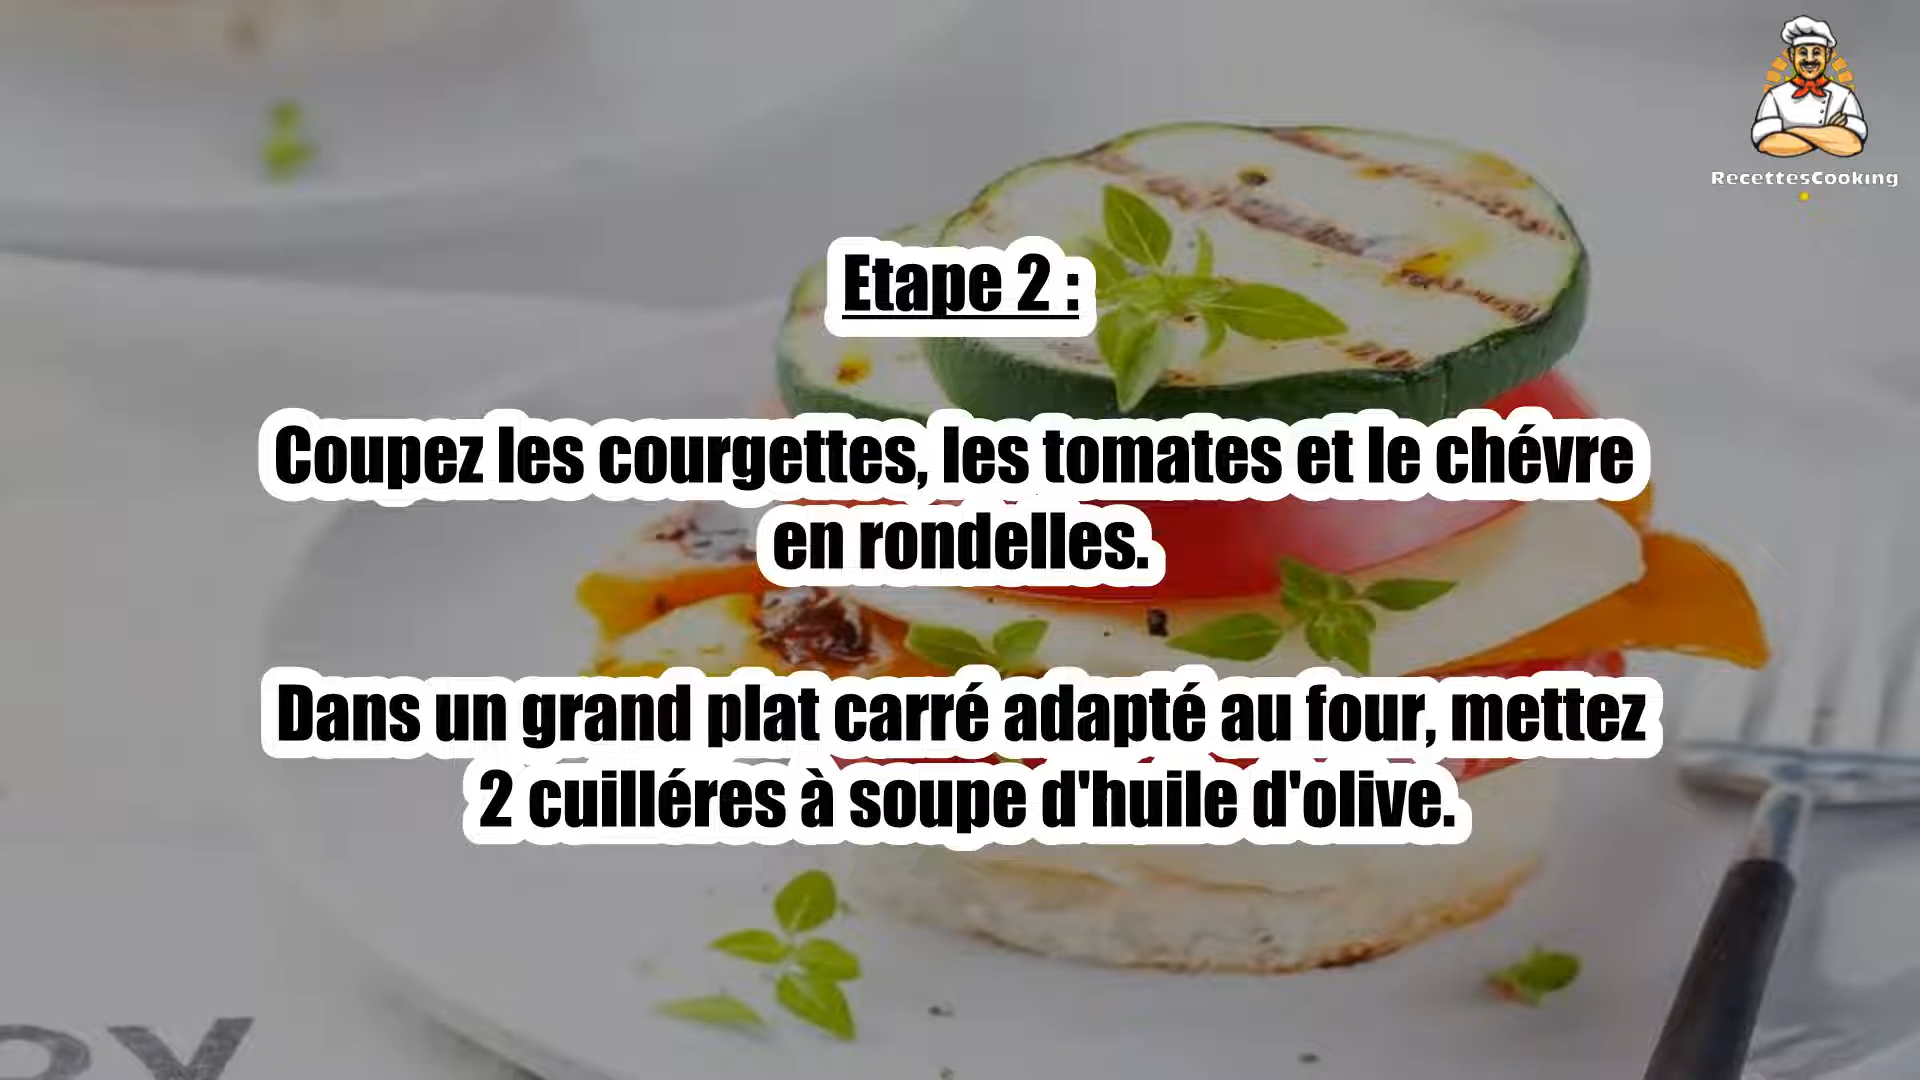 RecettesCooking
Etape 2 :
Coupez les courgettes, les tomates et le chévre
en rondelles.
Dans un grand plat carré adapté au four, mettez
2 cuilléres à soupe d'huile d'olive.